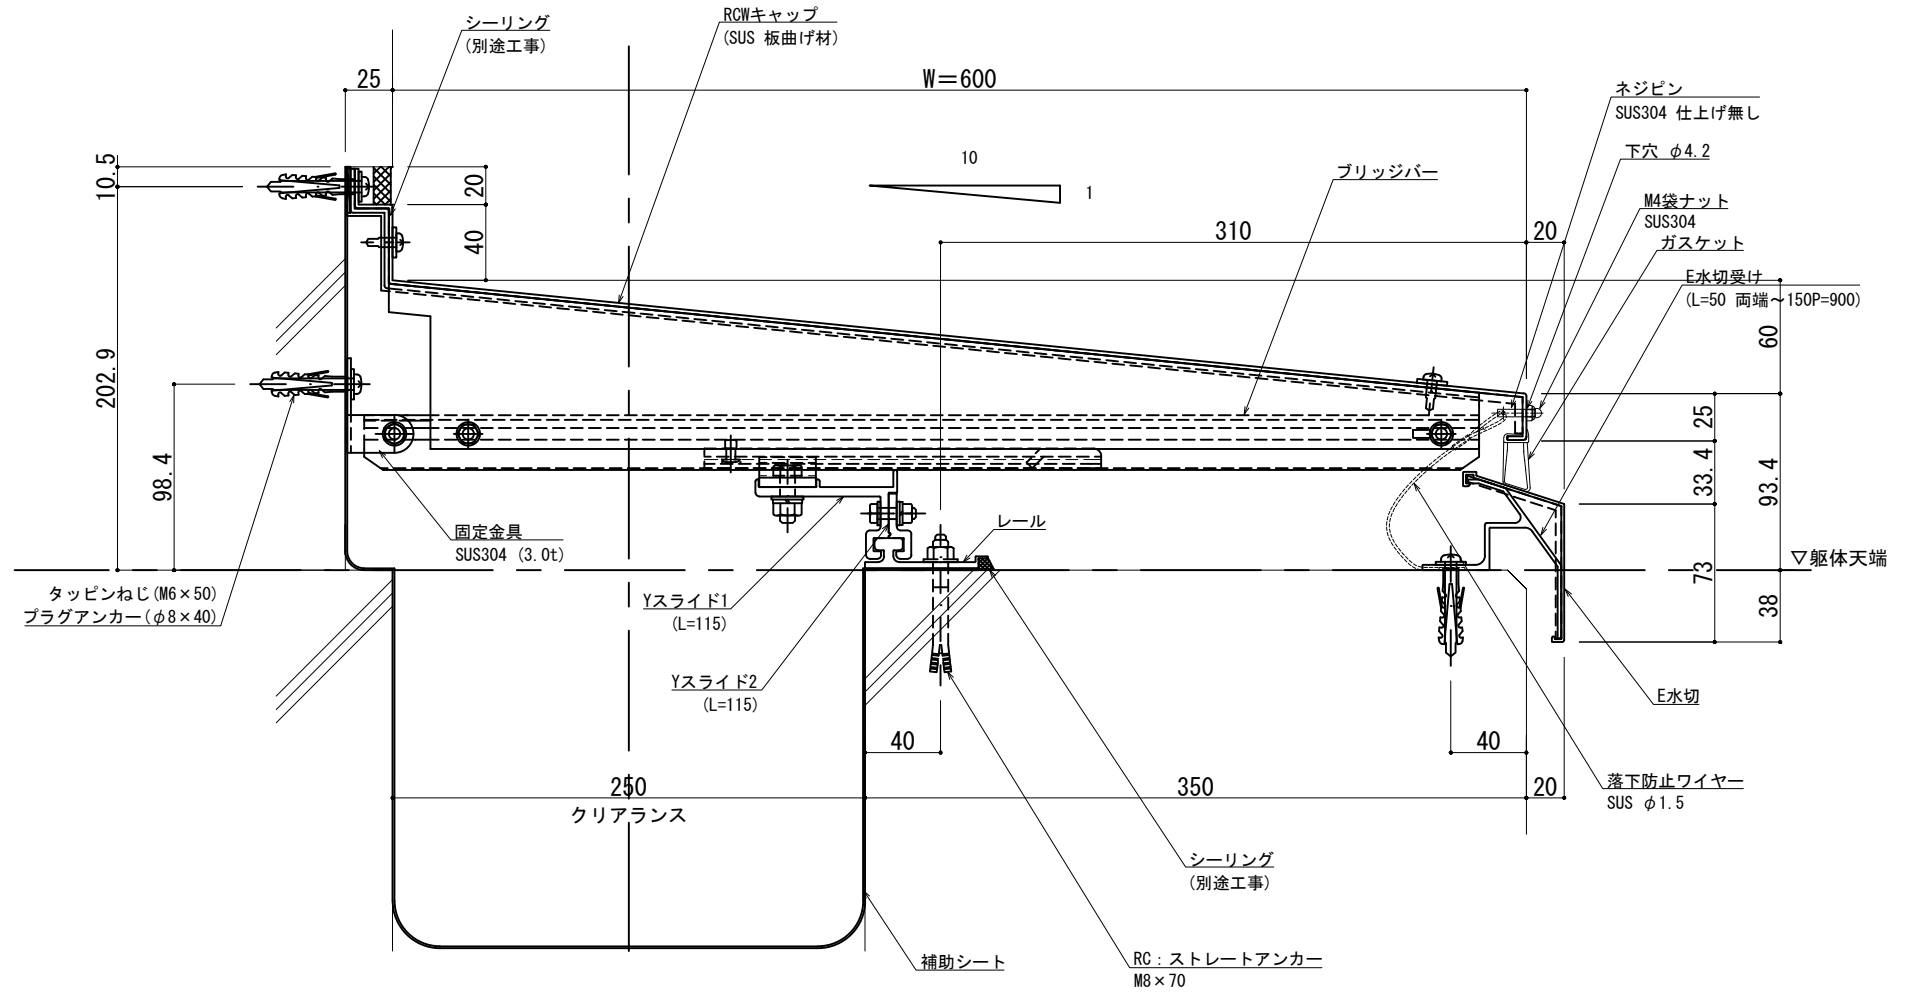 シーリング
(別途工事)
RCWキャップ
(SUS 板曲げ材)
25
W＝600
ネジピン
SUS304 仕上げ無し
下穴 φ4.2
10.5
20
40
10
1
ブリッジバー
M4袋ナット
SUS304
ガスケット
310
20
E水切受け
(L=50 両端～150P=900)
60
202.9
98.4
25
33.4
93.4
固定金具
SUS304 (3.0t)
レール
▽躯体天端
タッピンねじ(M6×50)
プラグアンカー(φ8×40)
Yスライド1
(L=115)
73
38
Yスライド2
(L=115)
E水切
40
40
250
クリアランス
350
20
落下防止ワイヤー
SUS φ1.5
シーリング
(別途工事)
補助シート
RC：ストレートアンカー
M8×70